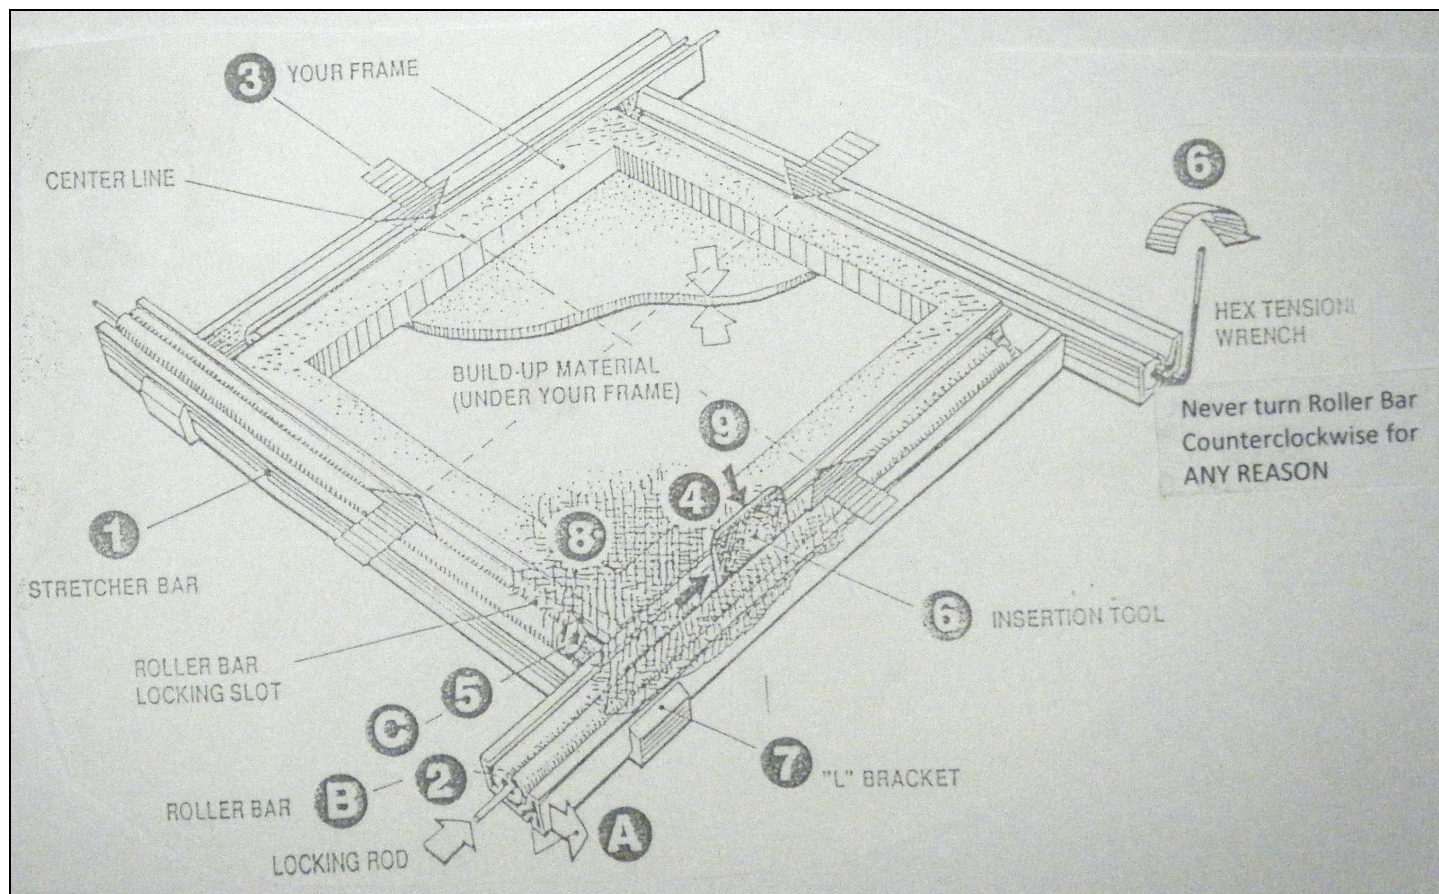 3 YOUR FRAME
CENTER LINE
6
HEX TENSION
WRENCH
Never turn Roller Bar
Counterclockwise for
ANY REASON
BUILD-UP MATERIAL
(UNDER YOUR FRAME)
9
4
8
1
STRETCHER BAR
6 INSERTION TOOL
ROLLER BAR
LOCKING SLOT
5
C
7 "L" BRACKET
2
ROLLER BAR B
A
LOCKING ROD